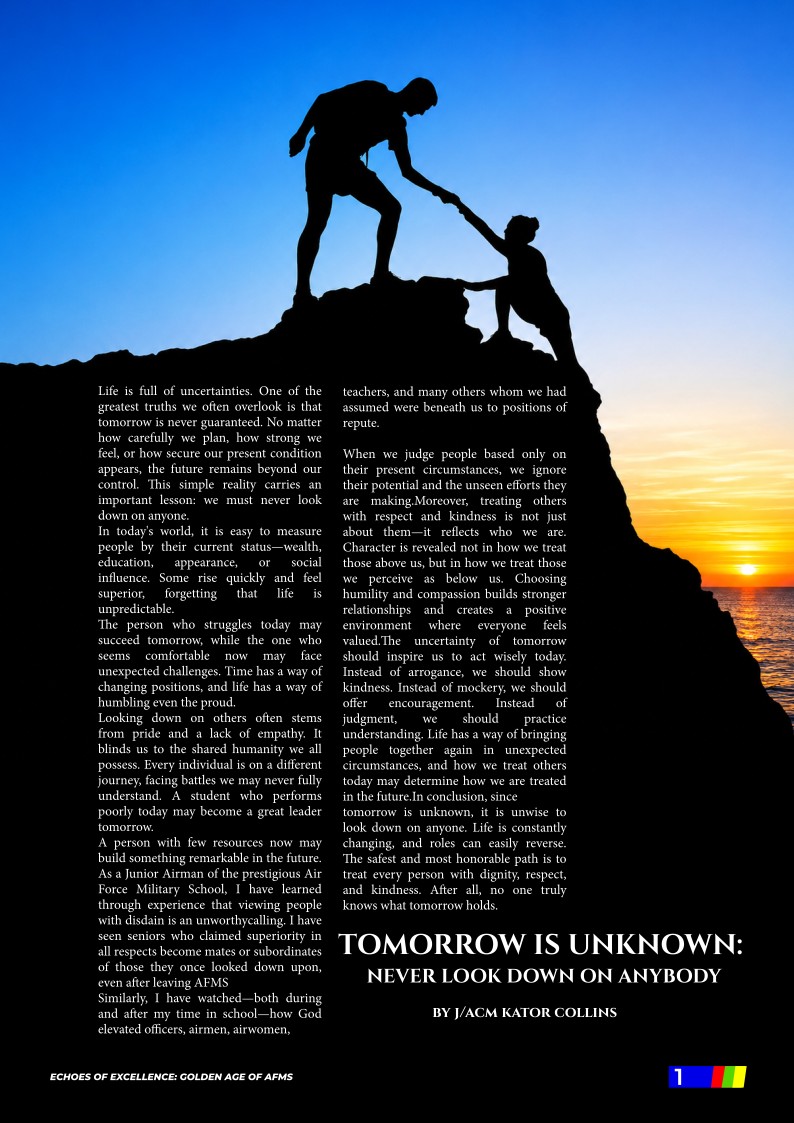 Life is full of uncertainties. One of the
greatest truths we often overlook is that
tomorrow is never guaranteed. No matter
how carefully we plan, how strong we
feel, or how secure our present condition
appears, the future remains beyond our
control. This simple reality carries an
important lesson: we must never look
down on anyone.
In today's world, it is easy to measure
people by their current status—wealth,
education, appearance, or social
influence. Some rise quickly and feel
superior, forgetting that life is
unpredictable.
The person who struggles today may
succeed tomorrow, while the one who
seems comfortable now may face
unexpected challenges. Time has a way of
changing positions, and life has a way of
humbling even the proud.
Looking down on others often stems
from pride and a lack of empathy. It
blinds us to the shared humanity we all
possess. Every individual is on a different
journey, facing battles we may never fully
understand. A student who performs
poorly today may become a great leader
tomorrow.
A person with few resources now may
build something remarkable in the future.
As a Junior Airman of the prestigious Air
Force Military School, I have learned
through experience that viewing people
with disdain is an unworthycalling. I have
seen seniors who claimed superiority in
all respects become mates or subordinates
of those they once looked down upon,
even after leaving AFMS
Similarly, I have watched—both during
and after my time in school—how God
elevated officers, airmen, airwomen,
teachers, and many others whom we had
assumed were beneath us to positions of
repute.
When we judge people based only on
their present circumstances, we ignore
their potential and the unseen efforts they
are making.Moreover, treating others
with respect and kindness is not just
about them—it reflects who we are.
Character is revealed not in how we treat
those above us, but in how we treat those
we perceive as below us. Choosing
humility and compassion builds stronger
relationships and creates a positive
environment where everyone feels
valued.The uncertainty of tomorrow
should inspire us to act wisely today.
Instead of arrogance, we should show
kindness. Instead of mockery, we should
offer encouragement. Instead of
judgment, we should practice
understanding. Life has a way of bringing
people together again in unexpected
circumstances, and how we treat others
today may determine how we are treated
in the future.In conclusion, since
tomorrow is unknown, it is unwise to
look down on anyone. Life is constantly
changing, and roles can easily reverse.
The safest and most honorable path is to
treat every person with dignity, respect,
and kindness. After all, no one truly
knows what tomorrow holds.
TOMORROW IS UNKNOWN:
NEVER LOOK DOWN ON ANYBODY
BY J/ACM KATOR COLLINS
ECHOES OF EXCELLENCE: GOLDEN AGE OF AFMS
1